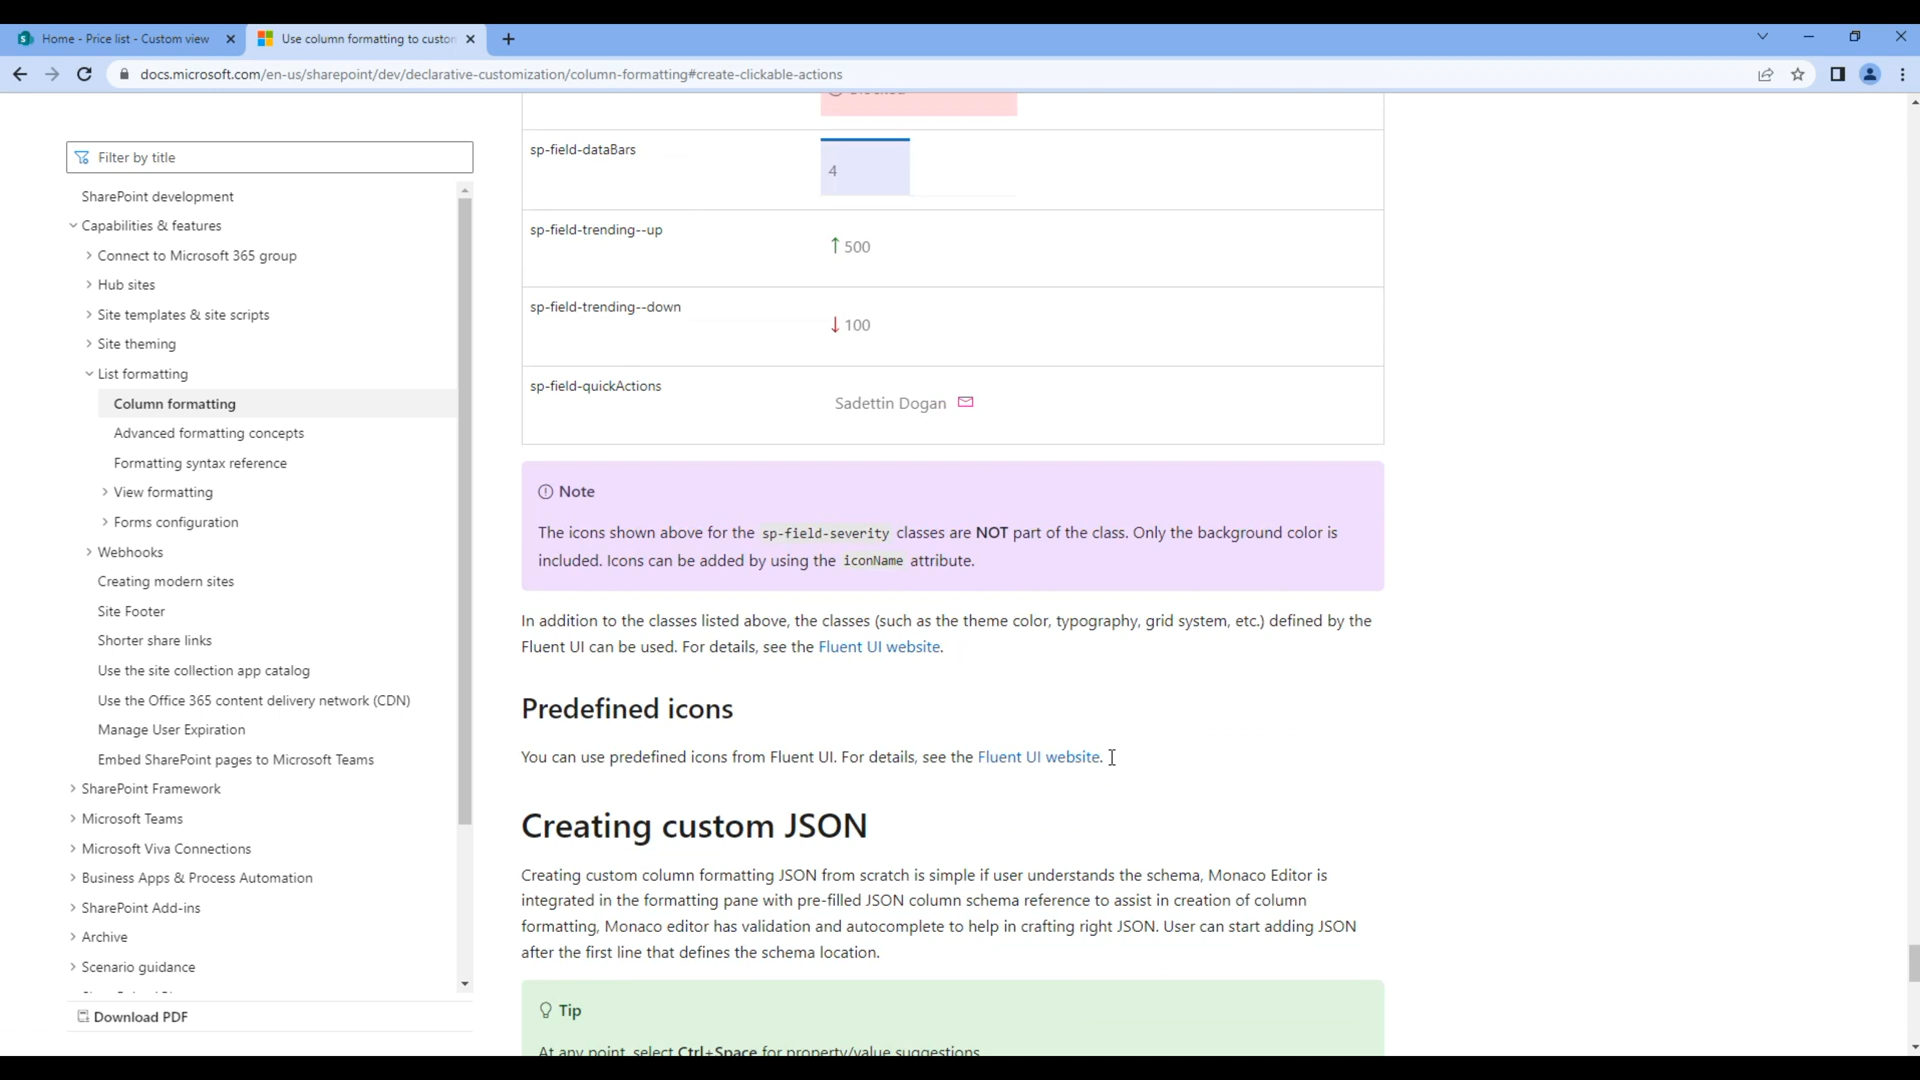 Home - Price list - Custom view
Use column formatting to custor
docs.microsoft.com/en-us/sharepoint/dev/declarative-customization/column-formatting#create-clickable-actions
Filter by title
SharePoint development
Capabilities & features
Connect to Microsoft 365 group
Hub sites
Site templates & site scripts
Site theming
List formatting
Column formatting
Advanced formatting concepts
Formatting syntax reference
View formatting
Forms configuration
Webhooks
Creating modern sites
Site Footer
Shorter share links
Use the site collection app catalog
Use the Office 365 content delivery network (CDN)
Manage User Expiration
Embed SharePoint pages to Microsoft Teams
SharePoint Framework
Microsoft Teams
Microsoft Viva Connections
Business Apps & Process Automation
SharePoint Add-ins
Archive
Scenario guidance
Download PDF
sp-field-dataBars
4
sp-field-trending--up
↑ 500
sp-field-trending--down
↓ 100
sp-field-quickActions
Sadettin Dogan
Note
The icons shown above for the sp-field-severity classes are NOT part of the class. Only the background color is
included. Icons can be added by using the iconName attribute.
In addition to the classes listed above, the classes (such as the theme color, typography, grid system, etc.) defined by the
Fluent UI can be used. For details, see the Fluent UI website.
Predefined icons
You can use predefined icons from Fluent UI. For details, see the Fluent UI website.
Creating custom JSON
Creating custom column formatting JSON from scratch is simple if user understands the schema, Monaco Editor is
integrated in the formatting pane with pre-filled JSON column schema reference to assist in creation of column
formatting, Monaco editor has validation and autocomplete to help in crafting right JSON. User can start adding JSON
after the first line that defines the schema location.
Tip
At any point, select Ctrl+Space for property/value suggestions